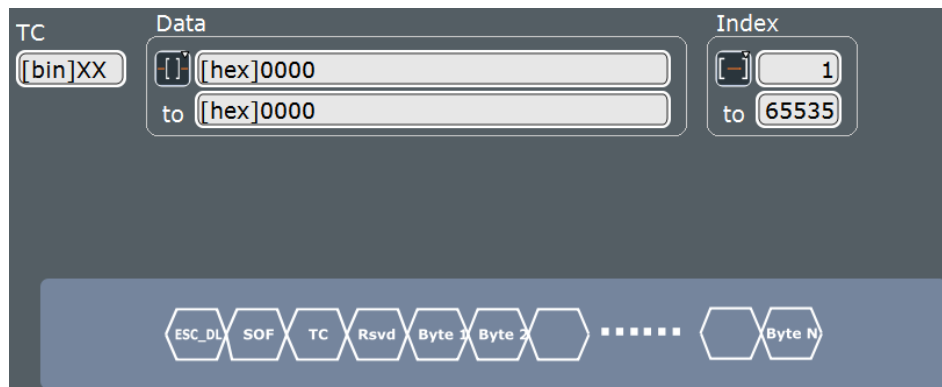 TC
Data
Index
[bin]XX
-[ ]-
[hex]0000
[—]
1
to
[hex]0000
to
65535
ESC_DL SOF TC Rsvd Byte 1 Byte 2 ...... Byte N